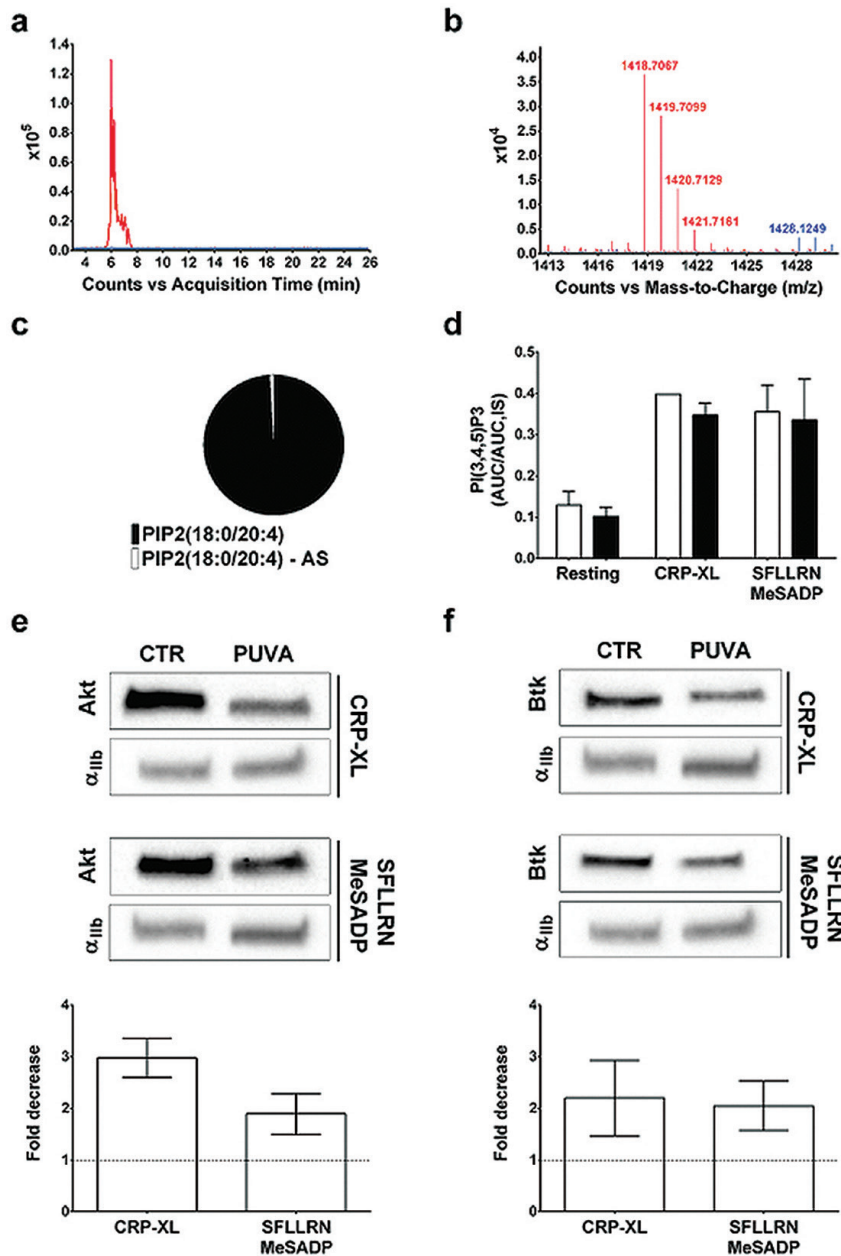 a
x10⁵
1.4
1.2
1.0
0.8
0.6
0.4
0.2
0.0
4 6 8 10 12 14 16 18 20 22 24 26
Counts vs Acquisition Time (min)
b
x10⁴
4.0
3.5
3.0
2.5
2.0
1.5
1.0
0.5
0.0
1418.7067
1419.7099
1420.7129
1421.7161
1428.1249
1413 1416 1419 1422 1425 1428
Counts vs Mass-to-Charge (m/z)
c
PIP2(18:0/20:4)
PIP2(18:0/20:4) - AS
d
PI(3,4,5)P3
(AUC/AUC,IS)
0.5
0.4
0.3
0.2
0.1
0.0
Resting CRP-XL SFLLRN
MeSADP
e
CTR PUVA
Akt
αIIb
CRP-XL
Akt
αIIb
SFLLRN
MeSADP
Fold decrease
4
3
2
1
0
CRP-XL SFLLRN
MeSADP
f
CTR PUVA
Btk
αIIb
CRP-XL
Btk
αIIb
SFLLRN
MeSADP
Fold decrease
4
3
2
1
0
CRP-XL SFLLRN
MeSADP